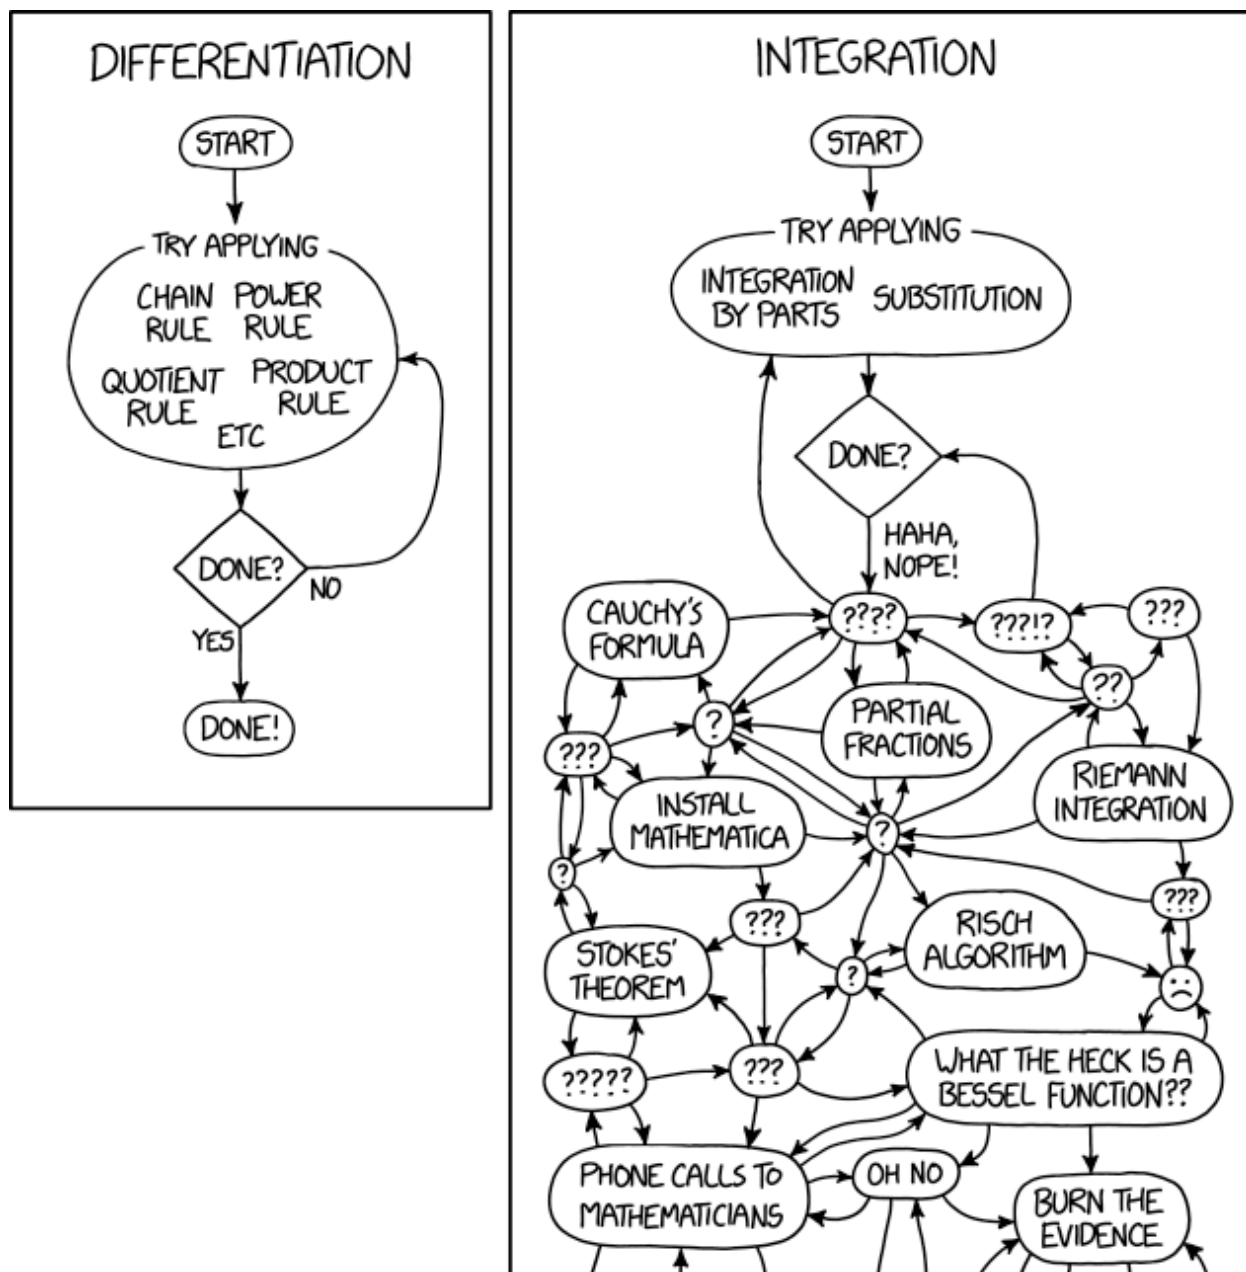 DIFFERENTIATION
START
TRY APPLYING
CHAIN
RULE
POWER
RULE
QUOTIENT
RULE
PRODUCT
RULE
ETC
DONE?
NO
YES
DONE!
INTEGRATION
START
TRY APPLYING
INTEGRATION
BY PARTS
SUBSTITUTION
DONE?
HAHA,
NOPE!
CAUCHY'S
FORMULA
????
???!?
???
??
?
PARTIAL
FRACTIONS
???
RIEMANN
INTEGRATION
INSTALL
MATHEMATICA
?
?
???
???
RISCH
ALGORITHM
STOKES'
THEOREM
?
?????
???
WHAT THE HECK IS A
BESSEL FUNCTION??
PHONE CALLS TO
MATHEMATICIANS
OH NO
BURN THE
EVIDENCE